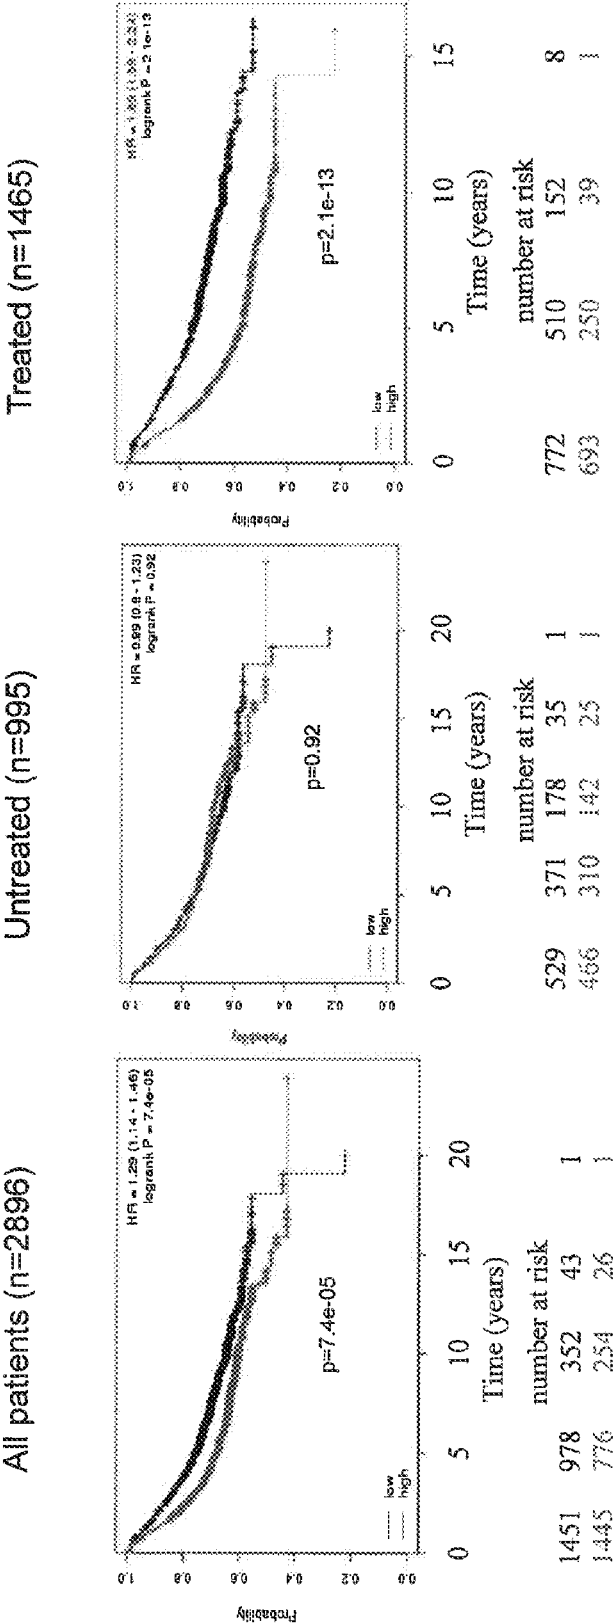 All patients (n=2896)
HR = 1.29 (1.14 - 1.46)
logrank P = 7.4e-05
Probability
1.0
0.8
0.6
0.4
0.2
0.0
p=7.4e-05
low
high
0 5 10 15 20
Time (years)
number at risk
1451 978 352 43 1
1445 776 254 26 1
Untreated (n=995)
HR = 0.99 (0.8 - 1.23)
logrank P = 0.92
Probability
1.0
0.8
0.6
0.4
0.2
0.0
p=0.92
low
high
0 5 10 15 20
Time (years)
number at risk
529 371 178 35 1
466 310 142 25 1
Treated (n=1465)
logrank P = 2.1e-13
Probability
1.0
0.8
0.6
0.4
0.2
0.0
p=2.1e-13
low
high
0 5 10 15
Time (years)
number at risk
772 510 152 8
693 250 39 1